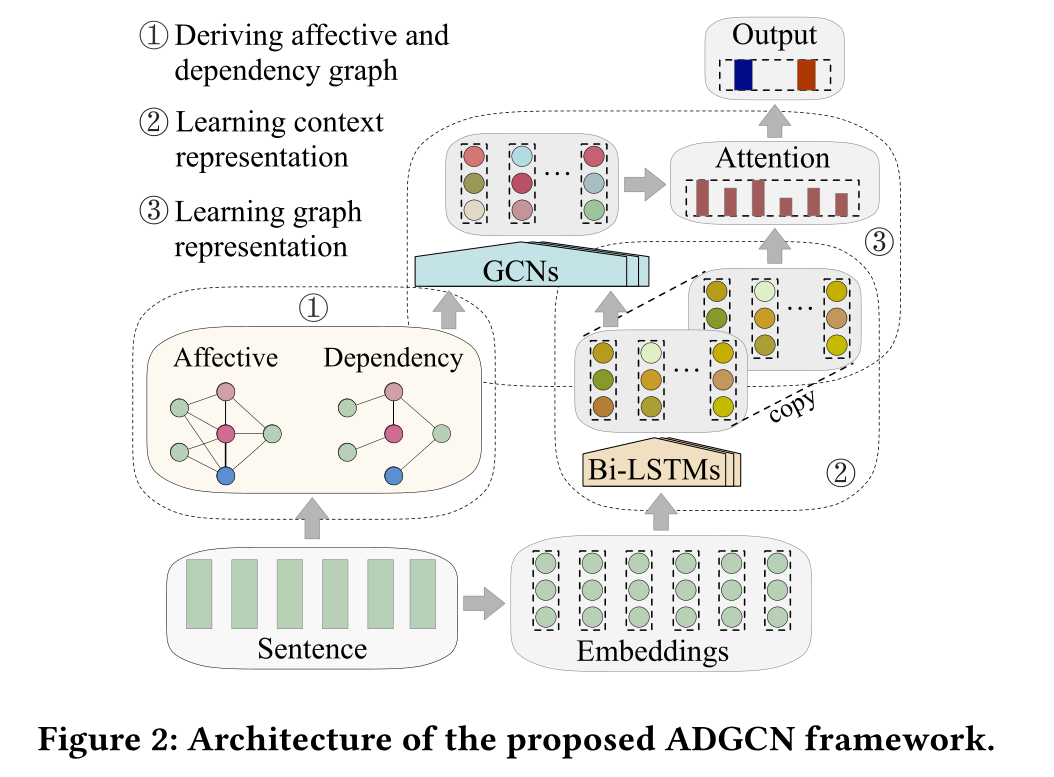 ① Deriving affective and
dependency graph
② Learning context
representation
③ Learning graph
representation
Output
Attention
...
③
GCNs
①
Affective
Dependency
...
...
copy
Bi-LSTMs
②
Sentence
Embeddings
Figure 2: Architecture of the proposed ADGCN framework.